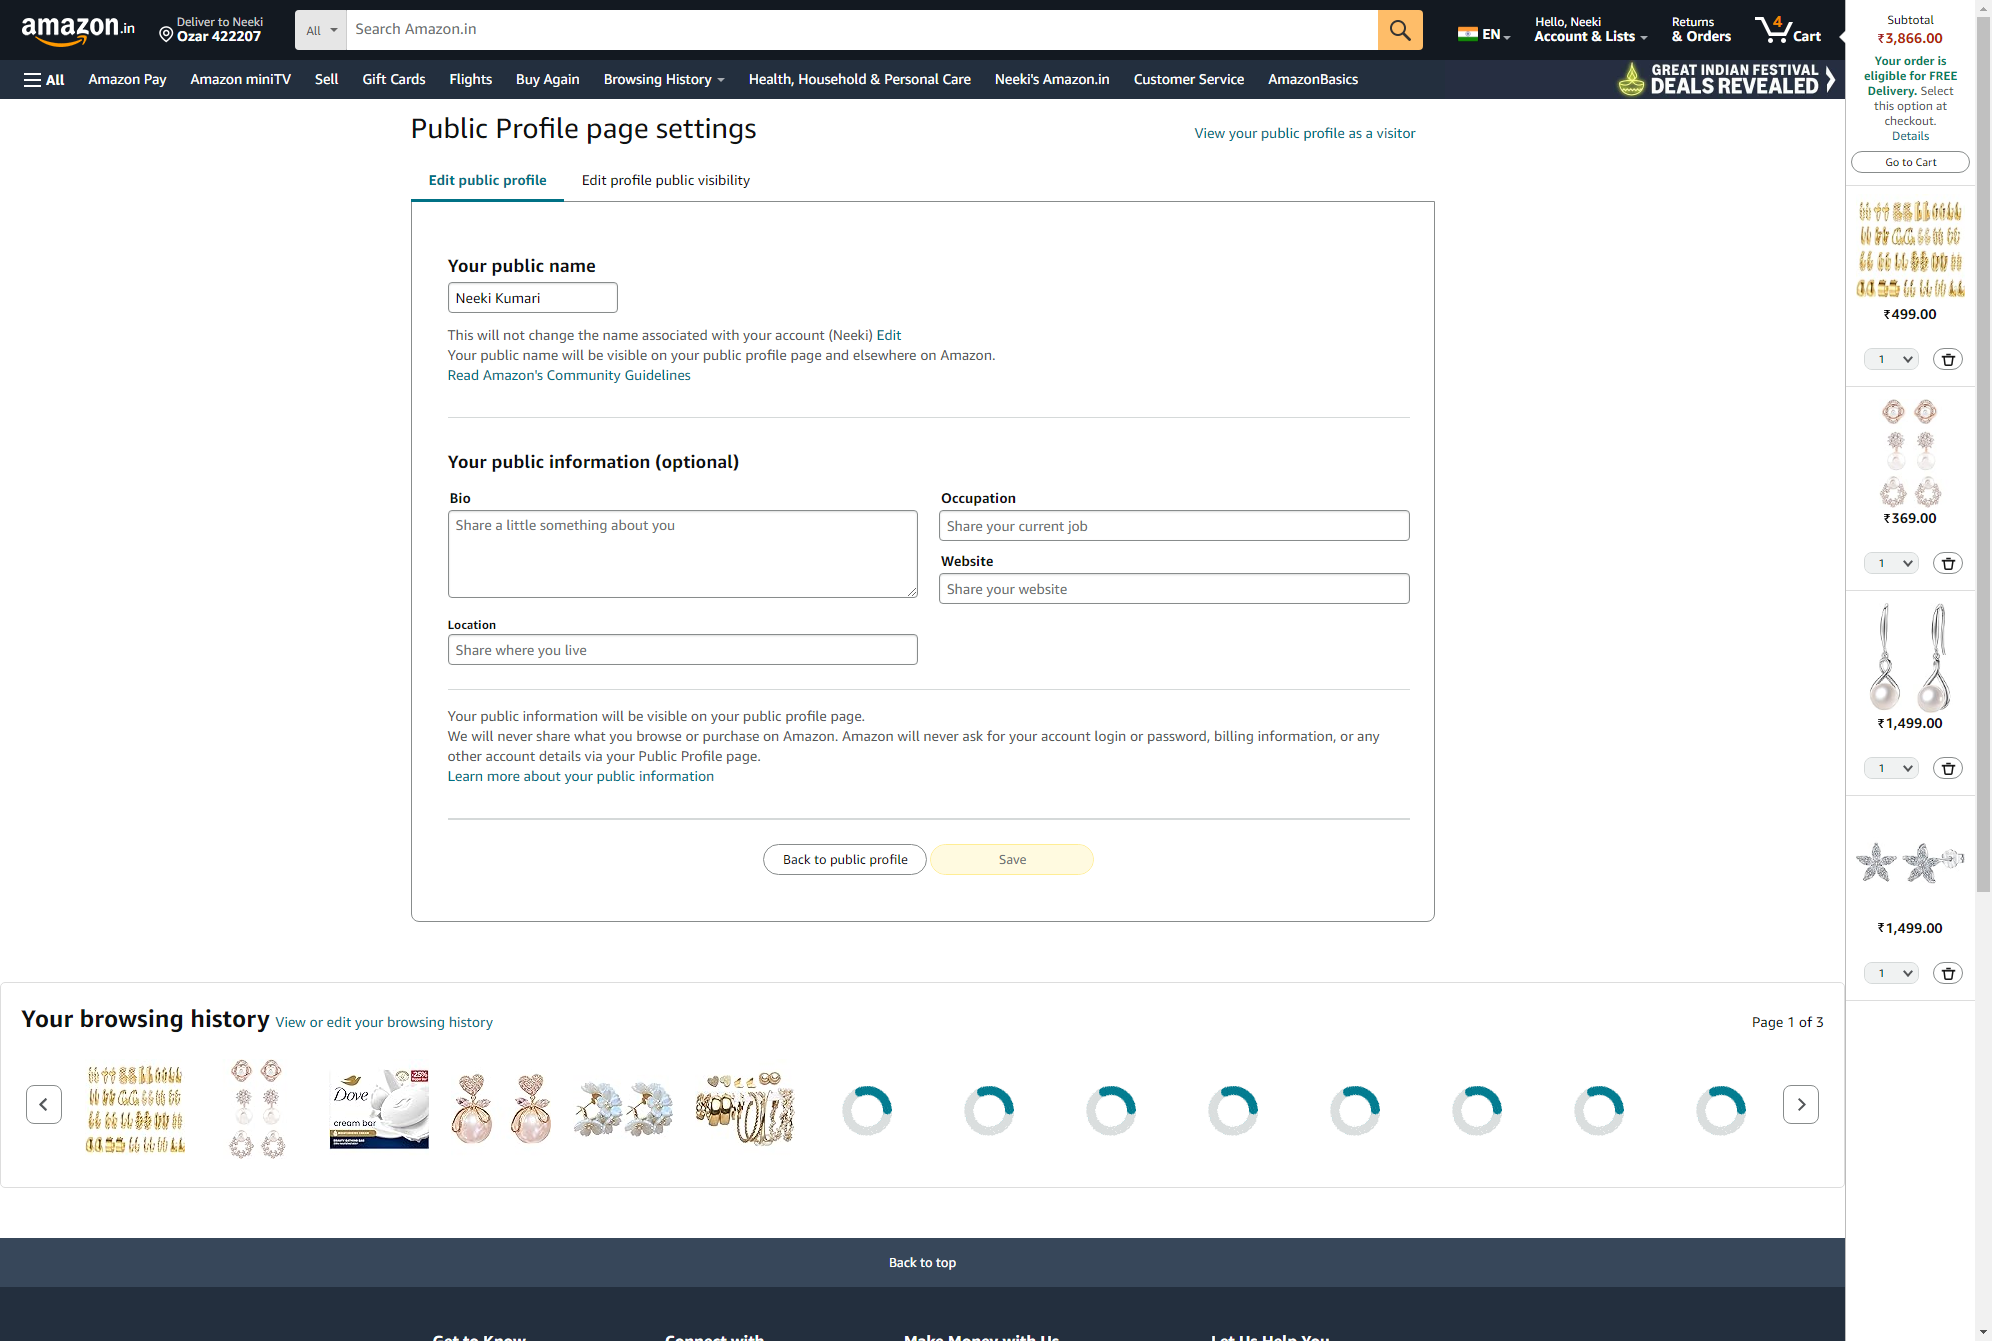 amazon.in
Deliver to Neeki
Ozar 422207
All
Search Amazon.in
EN
Hello, Neeki
Account & Lists
Returns
& Orders
4
Cart
All
Amazon Pay
Amazon miniTV
Sell
Gift Cards
Flights
Buy Again
Browsing History
Health, Household & Personal Care
Neeki's Amazon.in
Customer Service
AmazonBasics
GREAT INDIAN FESTIVAL
DEALS REVEALED
Subtotal
₹3,866.00
Your order is
eligible for FREE
Delivery. Select
this option at
checkout.
Details
Go to Cart
₹499.00
1
₹369.00
1
₹1,499.00
1
₹1,499.00
1
Public Profile page settings
View your public profile as a visitor
Edit public profile
Edit profile public visibility
Your public name
Neeki Kumari
This will not change the name associated with your account (Neeki) Edit
Your public name will be visible on your public profile page and elsewhere on Amazon.
Read Amazon's Community Guidelines
Your public information (optional)
Bio
Share a little something about you
Occupation
Share your current job
Website
Share your website
Location
Share where you live
Your public information will be visible on your public profile page.
We will never share what you browse or purchase on Amazon. Amazon will never ask for your account login or password, billing information, or any
other account details via your Public Profile page.
Learn more about your public information
Back to public profile
Save
Your browsing history
View or edit your browsing history
Page 1 of 3
Dove
cream bar
Back to top
Get to Know
Connect with
Make Money with Us
Let Us Help You